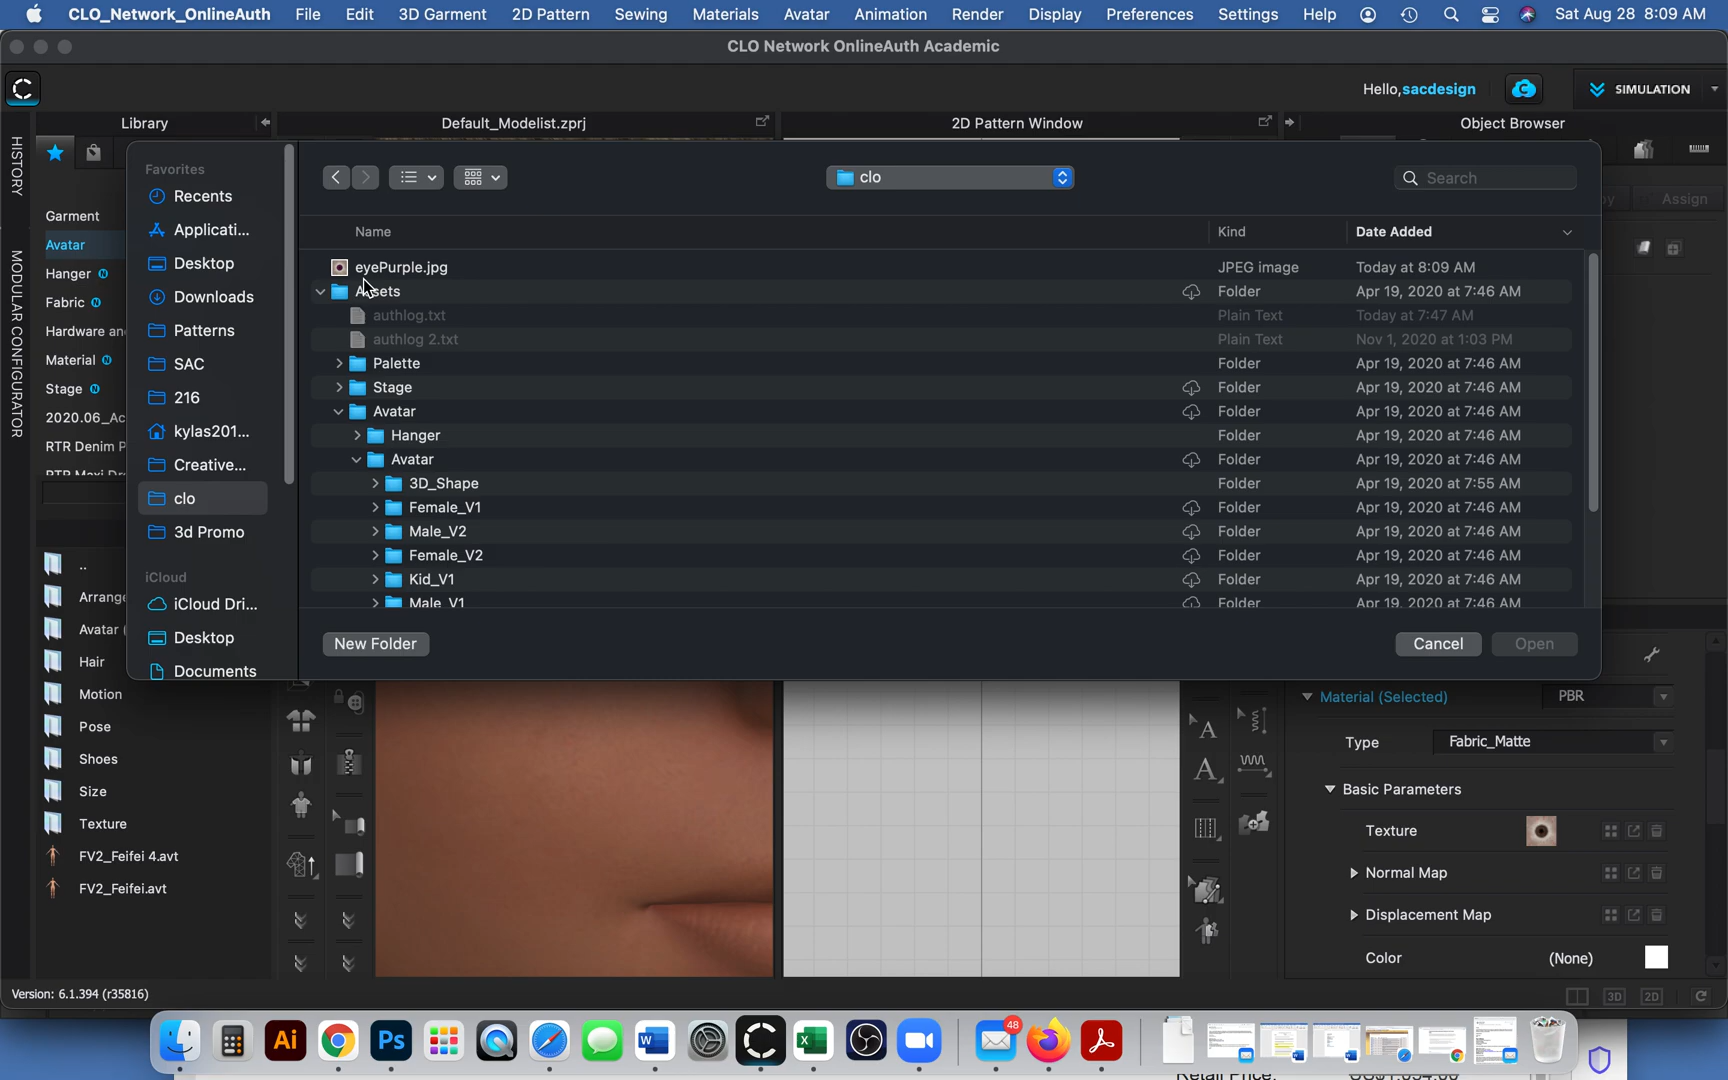 CLO_Network_OnlineAuth File Edit 3D Garment 2D Pattern Sewing Materials Avatar Animation Render Display Preferences Settings Help Sat Aug 28 8:09 AM
CLO Network OnlineAuth Academic
Hello,sacdesign SIMULATION
Library Default_Modelist.zprj 2D Pattern Window Object Browser
HISTORY
MODULAR CONFIGURATOR
Garment
Avatar
Hanger N
Fabric N
Hardware an
Material N
Stage N
2020.06_Ac
RTR Denim P
RTR Maxi Dr
..
Arrange
Avatar (
Hair
Motion
Pose
Shoes
Size
Texture
FV2_Feifei 4.avt
FV2_Feifei.avt
Favorites
Recents
Applicati...
Desktop
Downloads
Patterns
SAC
216
kylas201...
Creative...
clo
3d Promo
iCloud
iCloud Dri...
Desktop
Documents
clo
Search
Name Kind Date Added
eyePurple.jpg JPEG image Today at 8:09 AM
Assets Folder Apr 19, 2020 at 7:46 AM
authlog.txt Plain Text Today at 7:47 AM
authlog 2.txt Plain Text Nov 1, 2020 at 1:03 PM
Palette Folder Apr 19, 2020 at 7:46 AM
Stage Folder Apr 19, 2020 at 7:46 AM
Avatar Folder Apr 19, 2020 at 7:46 AM
Hanger Folder Apr 19, 2020 at 7:46 AM
Avatar Folder Apr 19, 2020 at 7:46 AM
3D_Shape Folder Apr 19, 2020 at 7:55 AM
Female_V1 Folder Apr 19, 2020 at 7:46 AM
Male_V2 Folder Apr 19, 2020 at 7:46 AM
Female_V2 Folder Apr 19, 2020 at 7:46 AM
Kid_V1 Folder Apr 19, 2020 at 7:46 AM
Male_V1 Folder Apr 19, 2020 at 7:46 AM
New Folder Cancel Open
Assign
Material (Selected) PBR
Type Fabric_Matte
Basic Parameters
Texture
Normal Map
Displacement Map
Color (None)
Version: 6.1.394 (r35816)
3D 2D
Ai Ps W X 48
Retail Price: